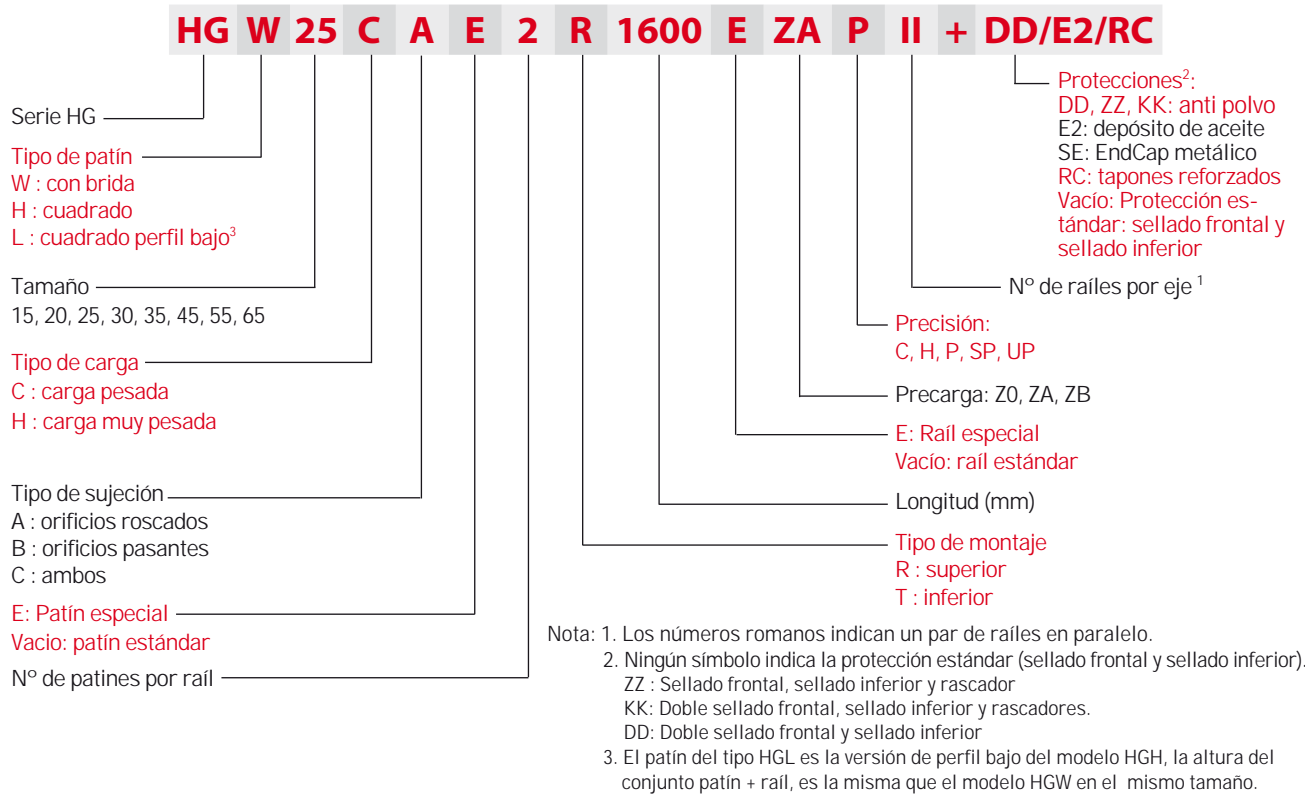 HG W 25 C A E 2 R 1600 E ZA P II + DD/E2/RC
Serie HG
Tipo de patín
W : con brida
H : cuadrado
L : cuadrado perfil bajo3
Tamaño
15, 20, 25, 30, 35, 45, 55, 65
Tipo de carga
C : carga pesada
H : carga muy pesada
Tipo de sujeción
A : orificios roscados
B : orificios pasantes
C : ambos
E: Patín especial
Vacio: patín estándar
Nº de patines por raíl
Protecciones2:
DD, ZZ, KK: anti polvo
E2: depósito de aceite
SE: EndCap metálico
RC: tapones reforzados
Vacío: Protección es-
tándar: sellado frontal y
sellado inferior
Nº de raíles por eje 1
Precisión:
C, H, P, SP, UP
Precarga: Z0, ZA, ZB
E: Raíl especial
Vacío: raíl estándar
Longitud (mm)
Tipo de montaje
R : superior
T : inferior
Nota: 1. Los números romanos indican un par de raíles en paralelo.
2. Ningún símbolo indica la protección estándar (sellado frontal y sellado inferior).
ZZ : Sellado frontal, sellado inferior y rascador
KK: Doble sellado frontal, sellado inferior y rascadores.
DD: Doble sellado frontal y sellado inferior
3. El patín del tipo HGL es la versión de perfil bajo del modelo HGH, la altura del
conjunto patín + raíl, es la misma que el modelo HGW en el mismo tamaño.